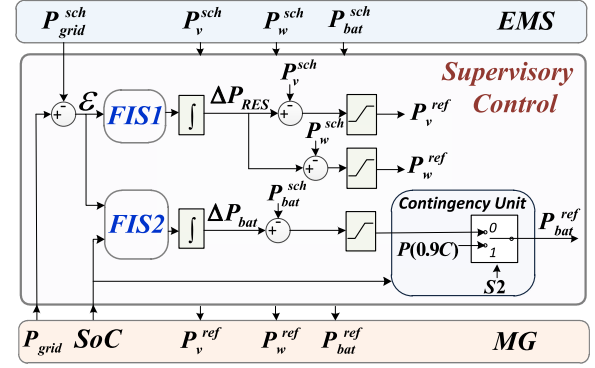 P_grid^sch P_v^sch P_w^sch P_bat^sch EMS
Supervisory
Control
P_v^sch
ε FIS1 ∫ ΔP_RES P_v^ref
P_w^sch
P_w^ref
P_bat^sch
FIS2 ∫ ΔP_bat
Contingency Unit
0
P(0.9C)
1
S2
P_bat^ref
P_grid SoC P_v^ref P_w^ref P_bat^ref MG